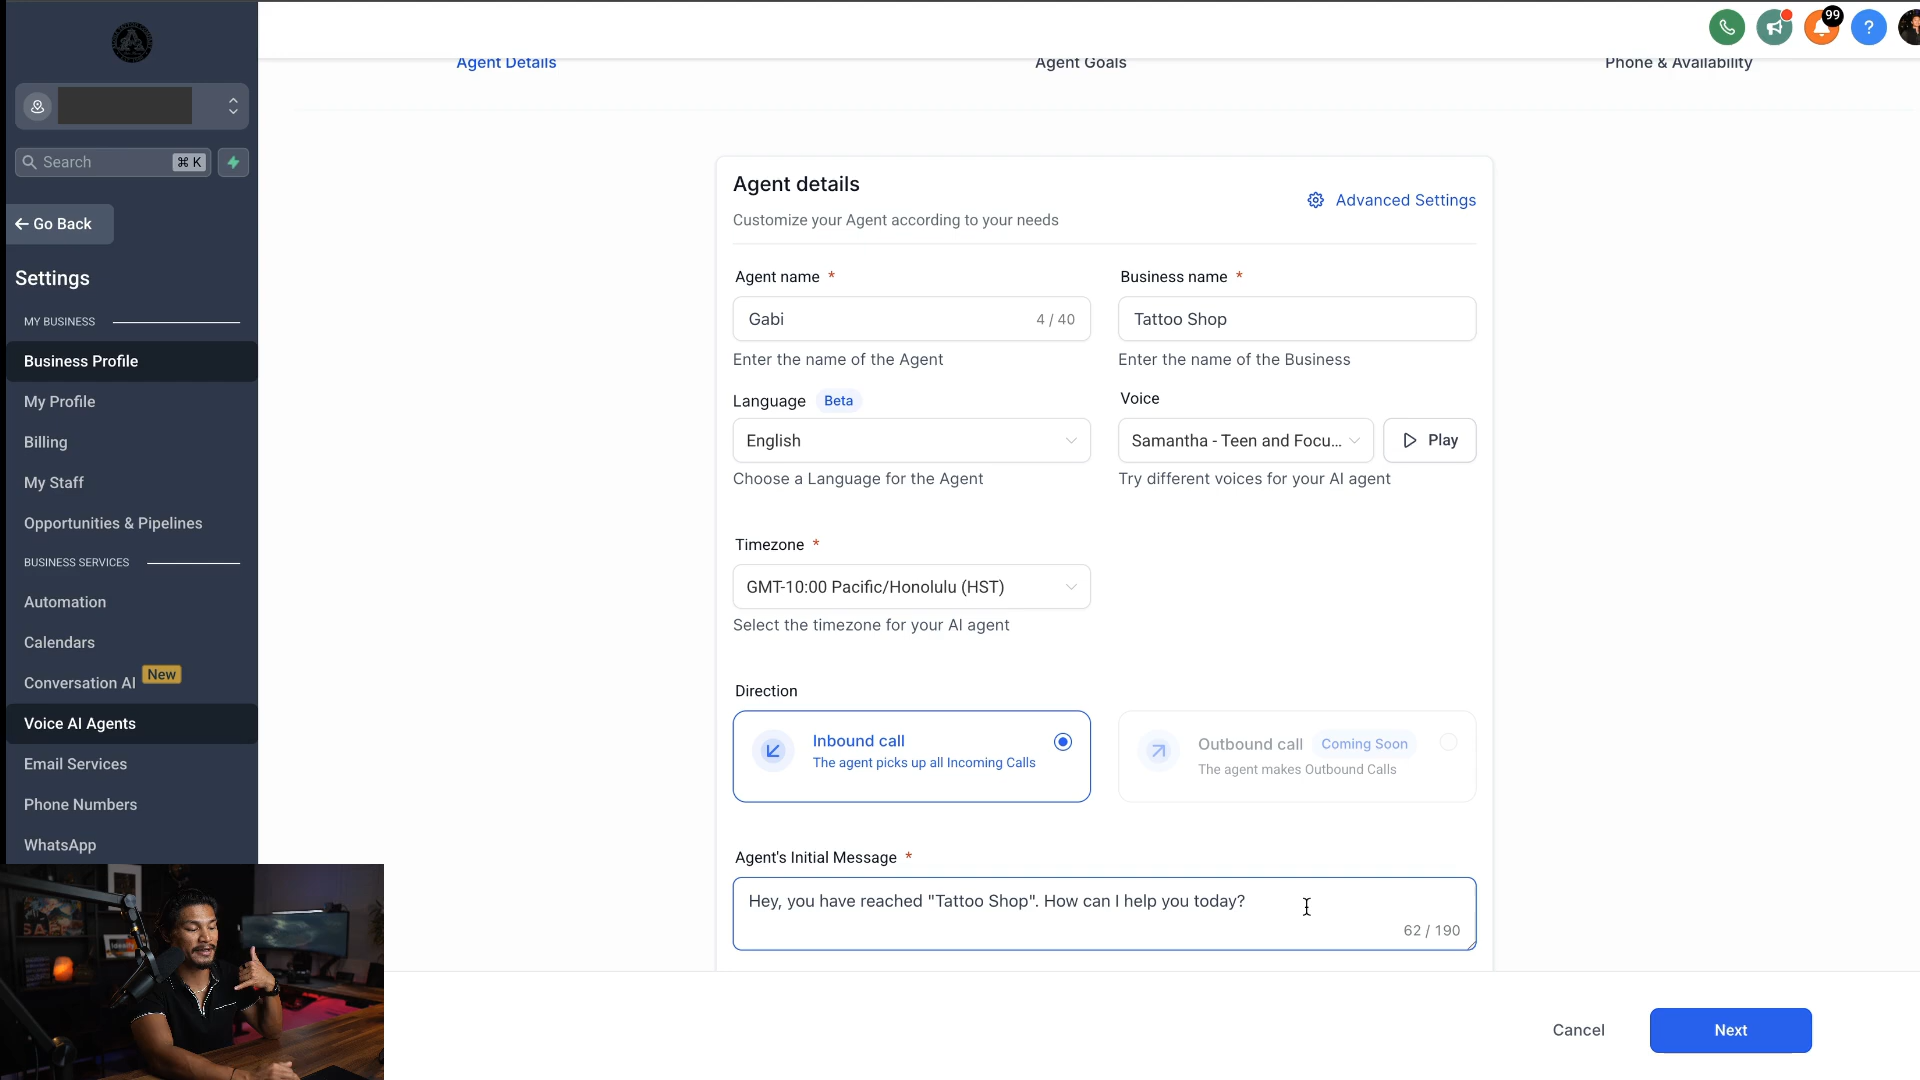 99
?
Agent Details
Agent Goals
Phone & Availability
Search
⌘ K
← Go Back
Settings
MY BUSINESS
Business Profile
My Profile
Billing
My Staff
Opportunities & Pipelines
BUSINESS SERVICES
Automation
Calendars
Conversation AI New
Voice AI Agents
Email Services
Phone Numbers
WhatsApp
Agent details
Customize your Agent according to your needs
Advanced Settings
Agent name *
Gabi 4 / 40
Enter the name of the Agent
Business name *
Tattoo Shop
Enter the name of the Business
Language Beta
English
Choose a Language for the Agent
Voice
Samantha - Teen and Focu...
Play
Try different voices for your AI agent
Timezone *
GMT-10:00 Pacific/Honolulu (HST)
Select the timezone for your AI agent
Direction
Inbound call
The agent picks up all Incoming Calls
Outbound call Coming Soon
The agent makes Outbound Calls
Agent's Initial Message *
Hey, you have reached "Tattoo Shop". How can I help you today?
62 / 190
Cancel
Next